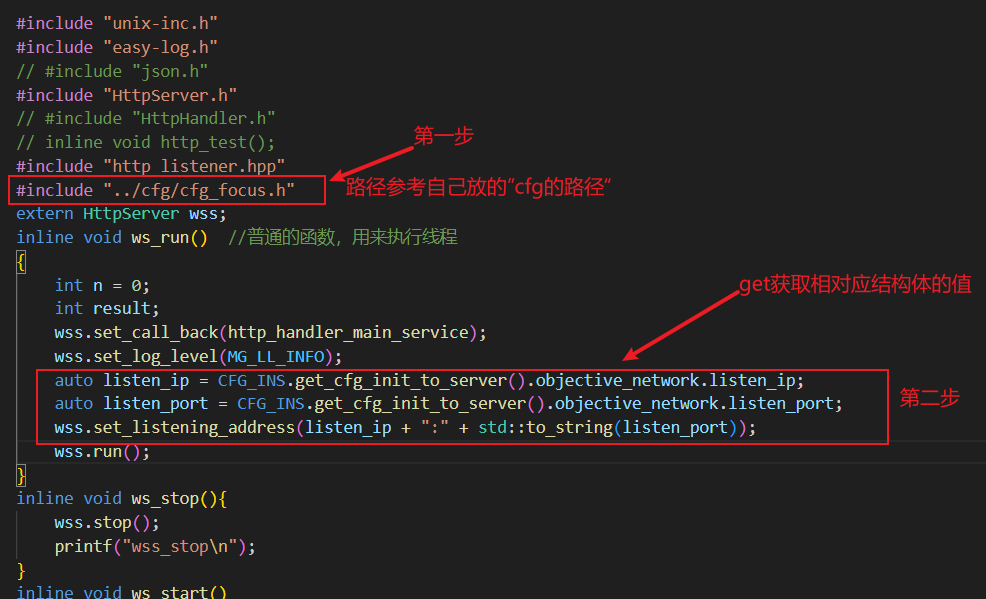 #include "unix-inc.h"
#include "easy-log.h"
// #include "json.h"
#include "HttpServer.h"
// #include "HttpHandler.h"
第一步
// inline void http_test();
#include "http_listener.hpp"
#include "../cfg/cfg_focus.h"
路径参考自己放的”cfg的路径“
extern HttpServer wss;
inline void ws_run() //普通的函数，用来执行线程
{
int n = 0;
get获取相对应结构体的值
int result;
wss.set_call_back(http_handler_main_service);
wss.set_log_level(MG_LL_INFO);
auto listen_ip = CFG_INS.get_cfg_init_to_server().objective_network.listen_ip;
auto listen_port = CFG_INS.get_cfg_init_to_server().objective_network.listen_port;
第二步
wss.set_listening_address(listen_ip + ":" + std::to_string(listen_port));
wss.run();
}
inline void ws_stop(){
wss.stop();
printf("wss_stop\n");
}
inline void ws_start()